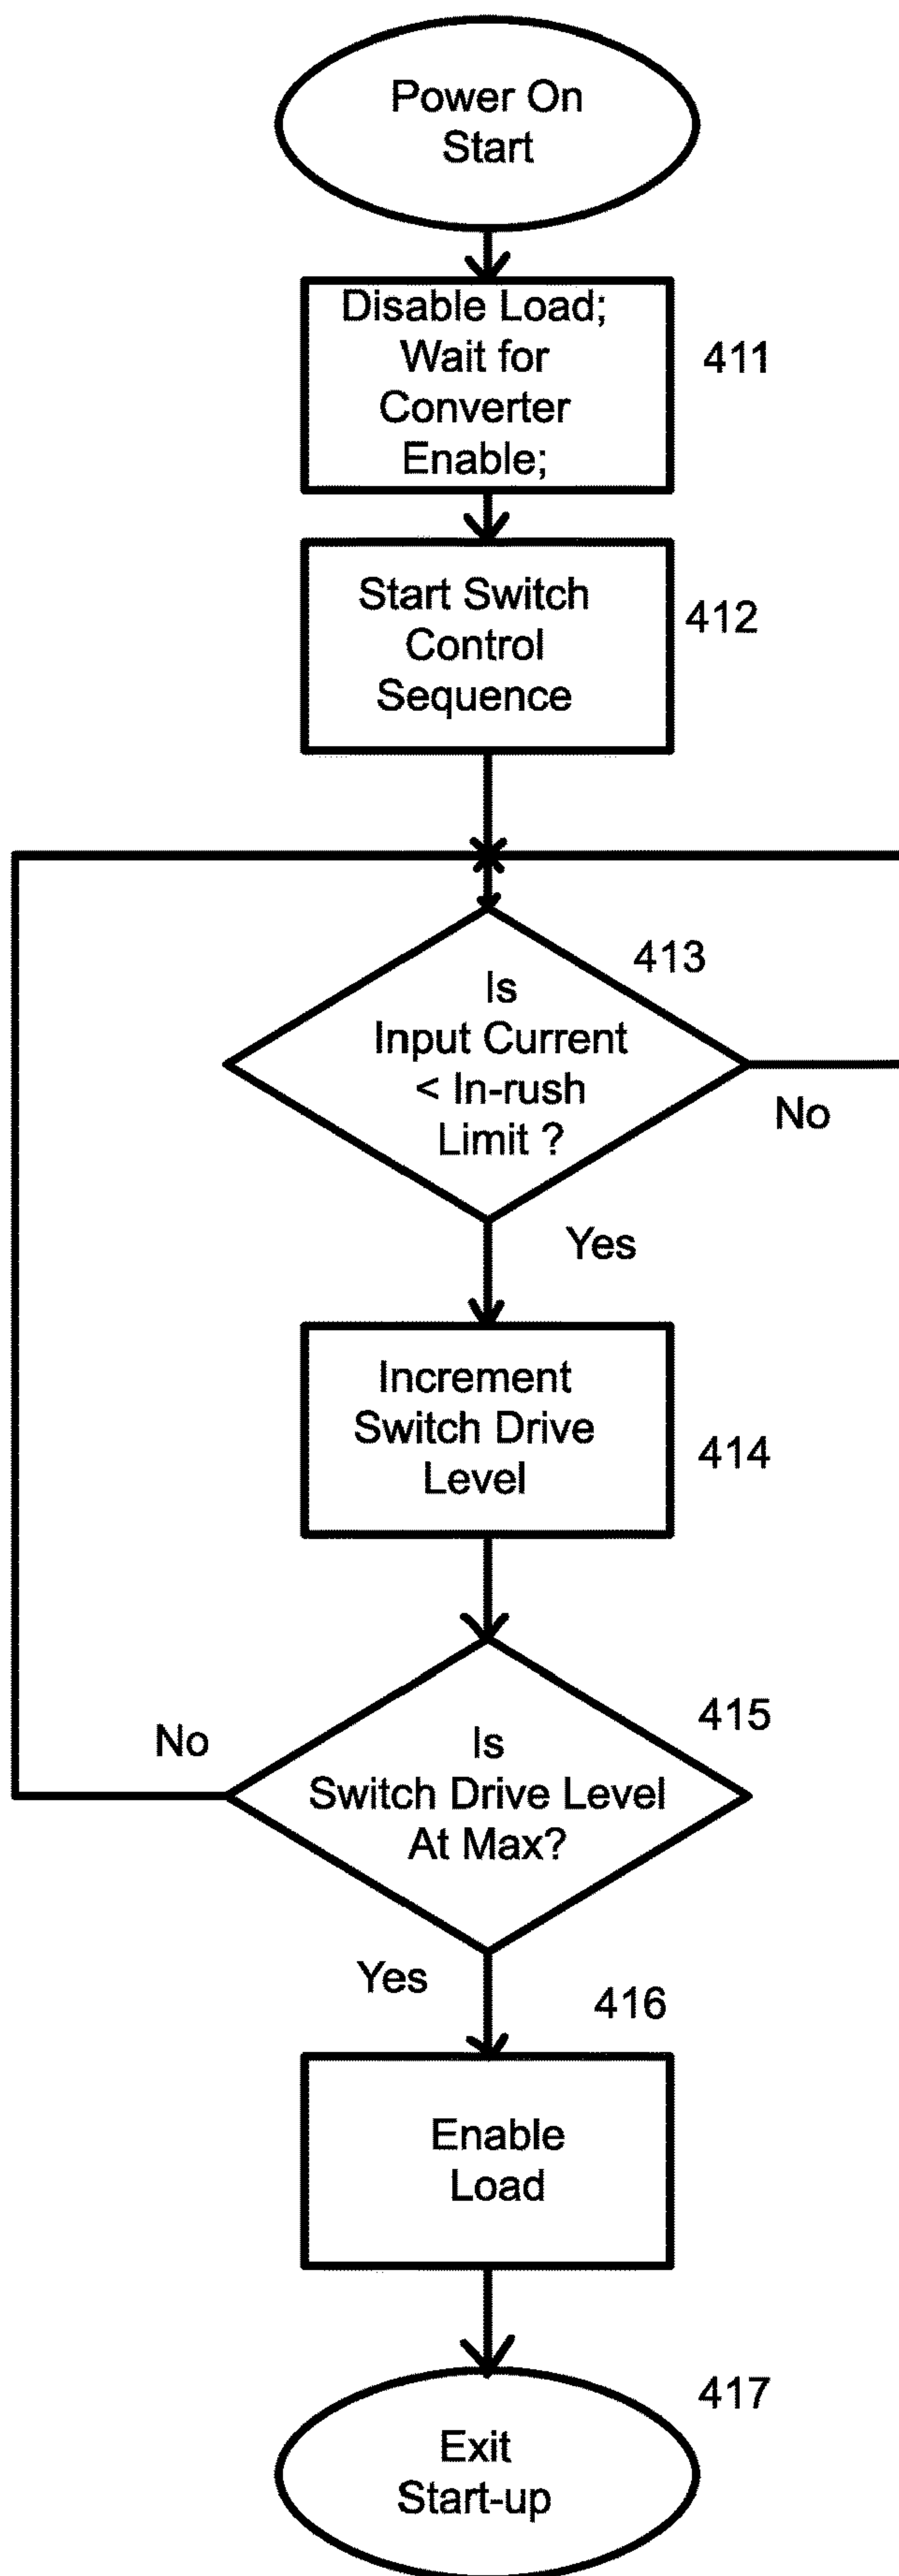 Power On
Start
Disable Load;
Wait for
Converter
Enable;
411
Start Switch
Control
Sequence
412
413
Is
Input Current
< In-rush
Limit ?
No
Yes
Increment
Switch Drive
Level
414
415
No
Is
Switch Drive Level
At Max?
Yes
416
Enable
Load
417
Exit
Start-up